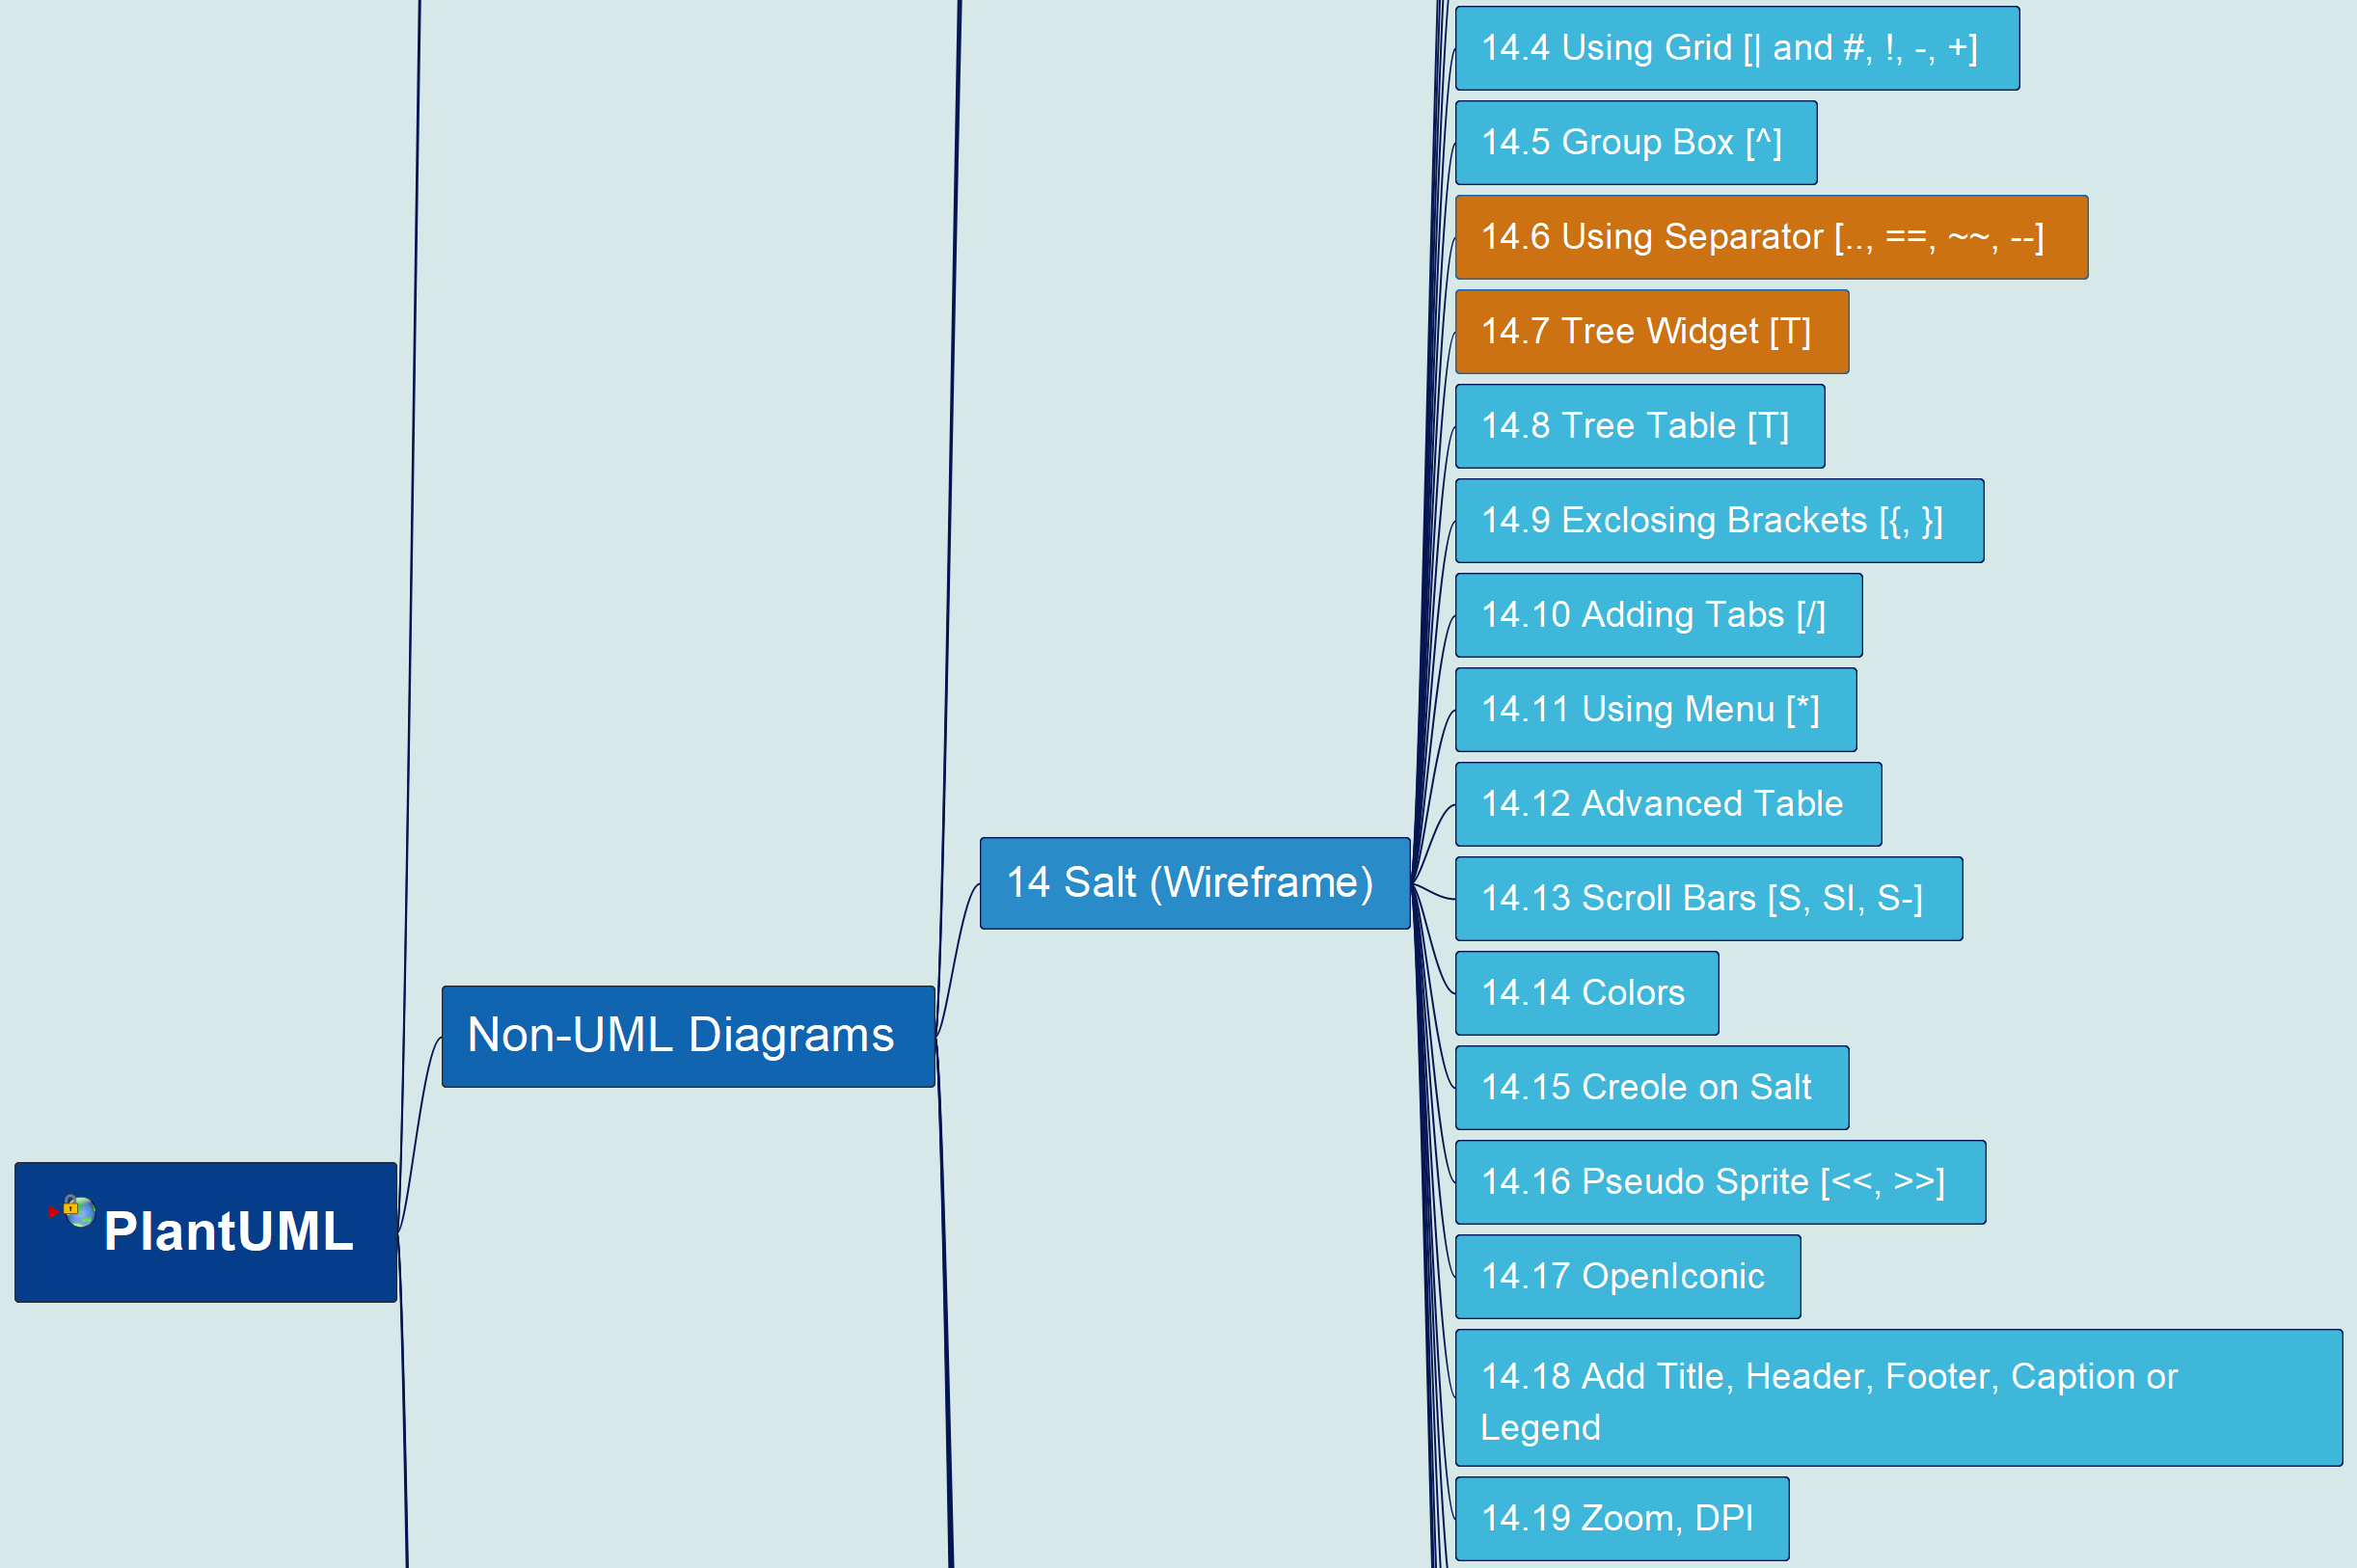 14.4 Using Grid [| and #, !, -, +]
14.5 Group Box [^]
14.6 Using Separator [.., ==, ~~, --]
14.7 Tree Widget [T]
14.8 Tree Table [T]
14.9 Exclosing Brackets [{, }]
14.10 Adding Tabs [/]
14.11 Using Menu [*]
14.12 Advanced Table
14 Salt (Wireframe)
14.13 Scroll Bars [S, SI, S-]
14.14 Colors
Non-UML Diagrams
14.15 Creole on Salt
14.16 Pseudo Sprite [<<, >>]
PlantUML
14.17 OpenIconic
14.18 Add Title, Header, Footer, Caption or
Legend
14.19 Zoom, DPI